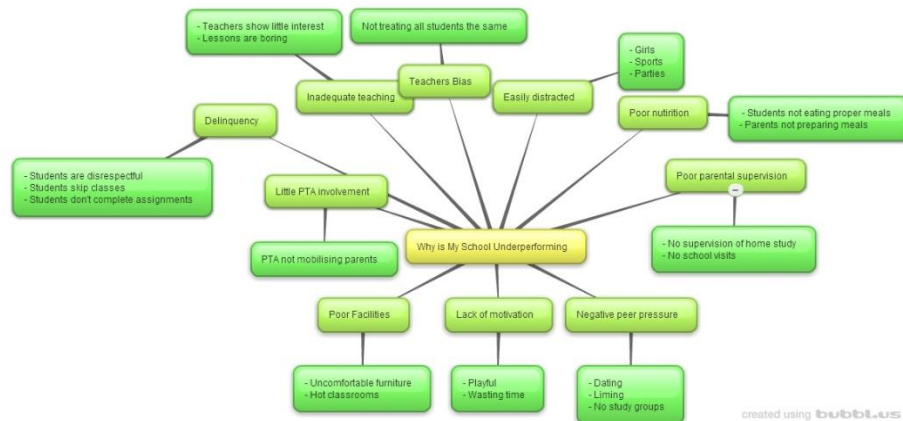 - Teachers show little interest
- Lessons are boring
Not treating all students the same
- Girls
- Sports
- Parties
Inadequate teaching
Teachers Bias
Easily distracted
Poor nutrition
- Students not eating proper meals
- Parents not preparing meals
Delinquency
- Students are disrespectful
- Students skip classes
- Students don't complete assignments
Little PTA involvement
PTA not mobilising parents
Poor parental supervision
- No supervision of home study
- No school visits
Why is My School Underperforming
Poor Facilities
- Uncomfortable furniture
- Hot classrooms
Lack of motivation
- Playful
- Wasting time
Negative peer pressure
- Dating
- Liming
- No study groups
created using bubbl.us